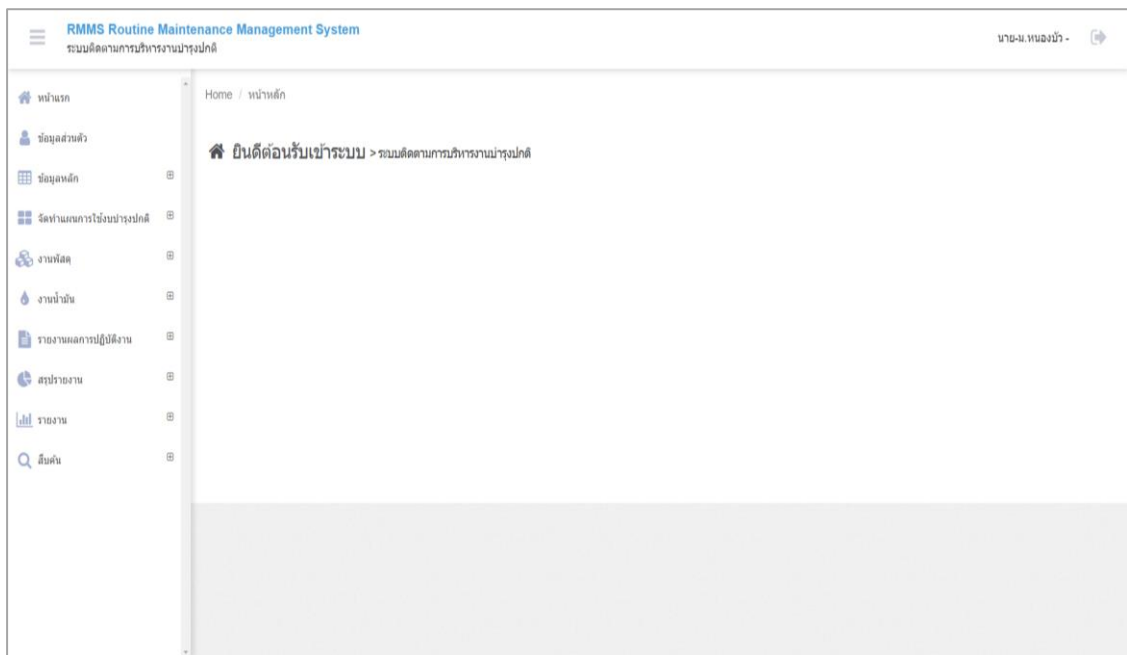 RMMS Routine Maintenance Management System
ระบบติดตามการบริหารงานบำรุงปกติ
นาย-ม.หนองบัว -
หน้าแรก
ข้อมูลส่วนตัว
ข้อมูลหลัก
จัดทำแผนการใช้งบบำรุงปกติ
งานพัสดุ
งานน้ำมัน
รายงานผลการปฏิบัติงาน
สรุปรายงาน
รายงาน
สืบค้น
Home / หน้าหลัก
ยินดีต้อนรับเข้าระบบ > ระบบติดตามการบริหารงานบำรุงปกติ